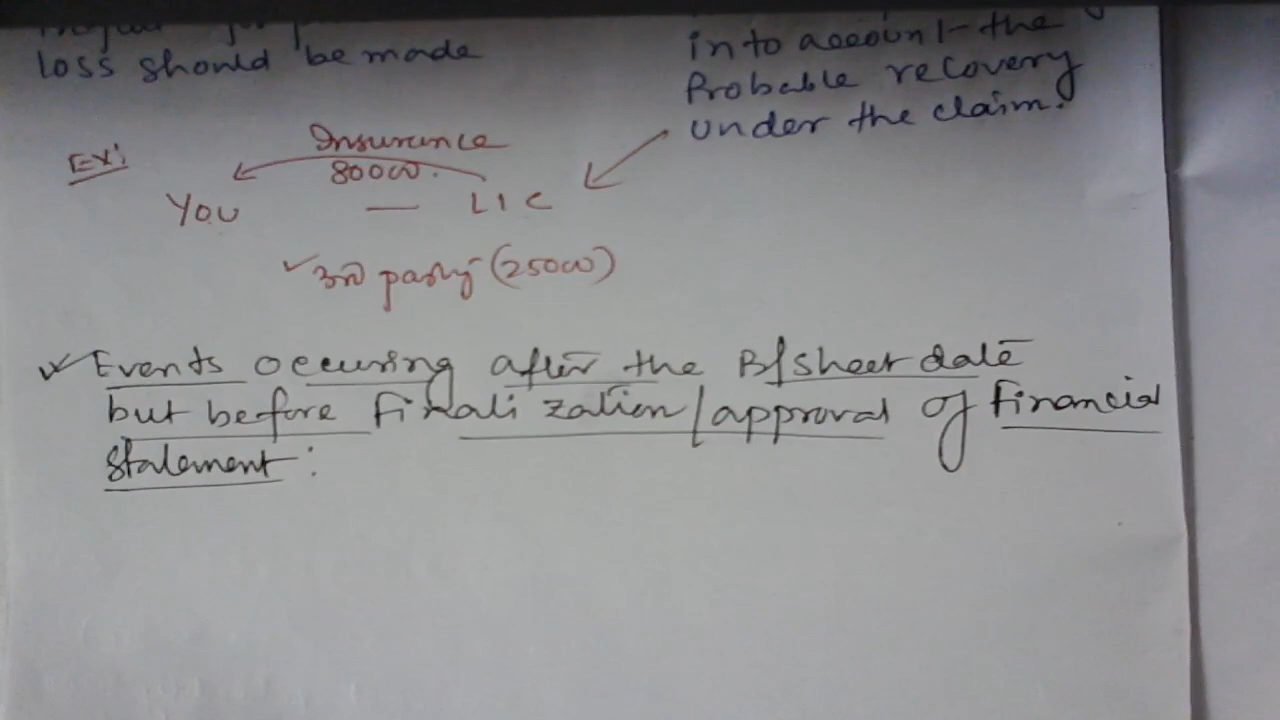 loss should be made
into account the
Probable recovery
under the claim.
Ex:
Insurance
80000.
YOU — LIC
✓3rd party (25000)
✓Events occuring after the B/sheet date
but before finalization/approval of financial
statement: